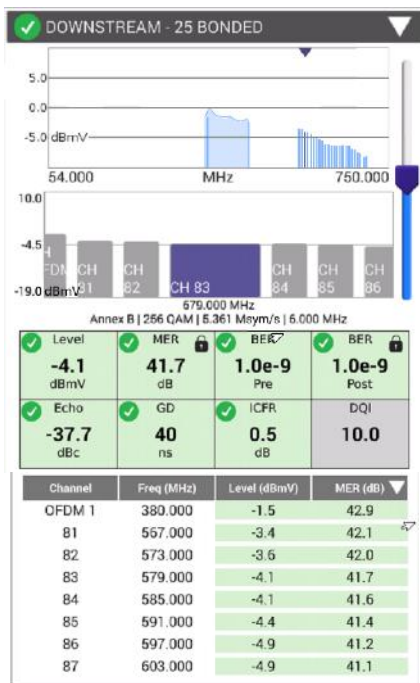 DOWNSTREAM - 25 BONDED
5.0
0.0
-5.0 dBmV
54.000 MHz 750.000
10.0
-4.5
-19.0 dBmV
CH 81
CH 82
CH 83
CH 84
CH 85
CH 86
579.000 MHz
Annex B | 256 QAM | 5.361 Msym/s | 6.000 MHz
Level MER BER BER
-4.1 41.7 1.0e-9 1.0e-9
dBmV dB Pre Post
Echo GD ICFR DQI
-37.7 40 0.5 10.0
dBc ns dB
Channel Freq (MHz) Level (dBmV) MER (dB)
OFDM 1 380.000 -1.5 42.9
81 567.000 -3.4 42.1
82 573.000 -3.6 42.0
83 579.000 -4.1 41.7
84 585.000 -4.1 41.6
85 591.000 -4.4 41.4
86 597.000 -4.9 41.2
87 603.000 -4.9 41.1